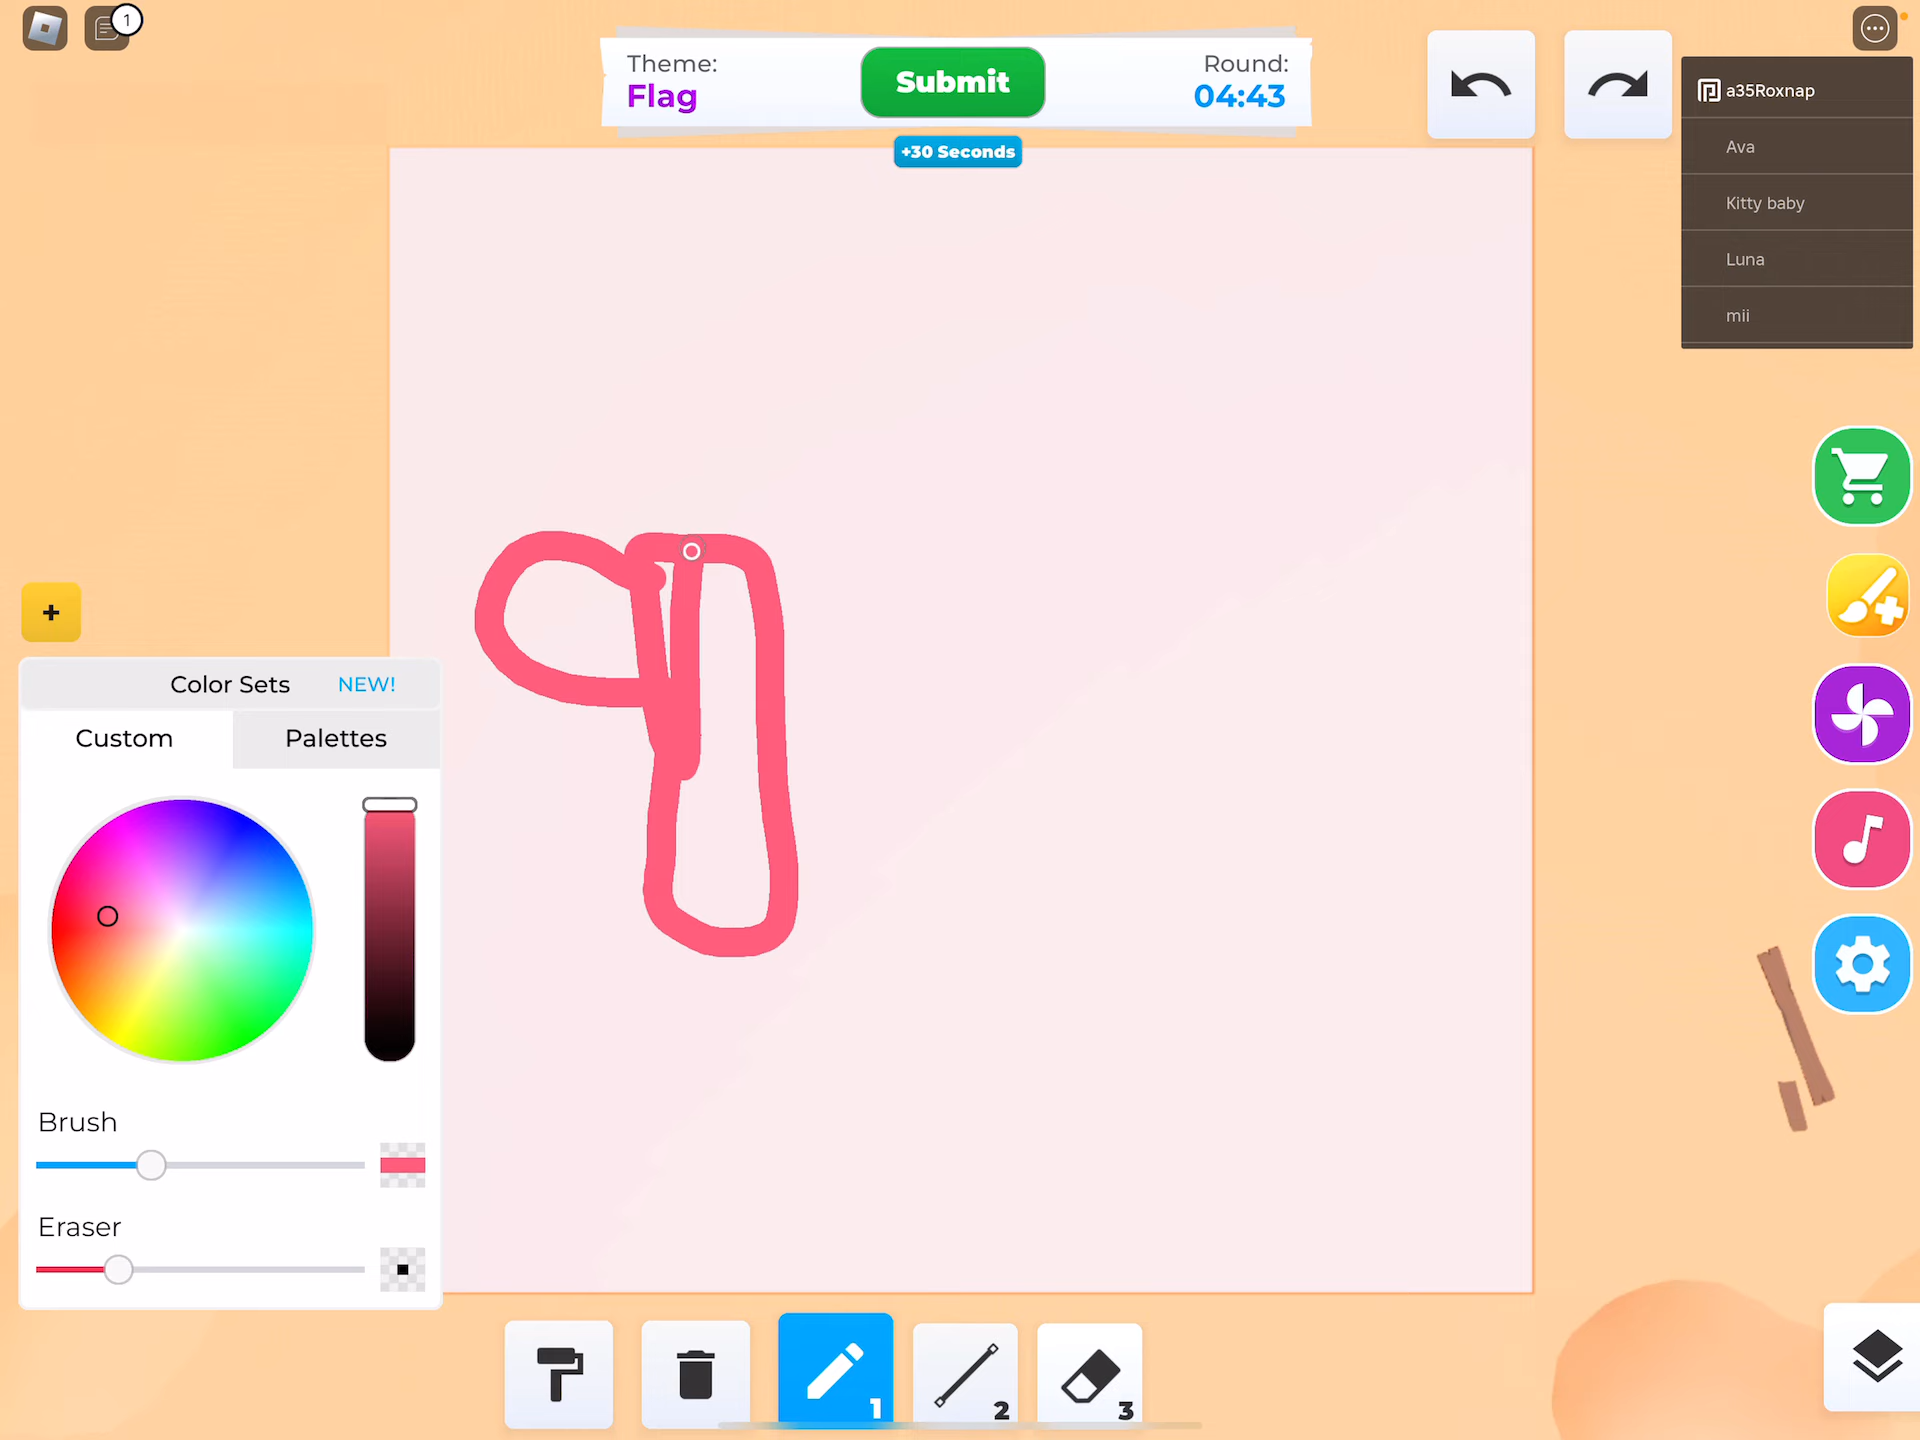 1
Theme:
Flag
Submit
Round:
04:43
+30 Seconds
a35Roxnap
Ava
Kitty baby
Luna
mii
+
Color Sets NEW!
Custom Palettes
Brush
Eraser
1
2
3